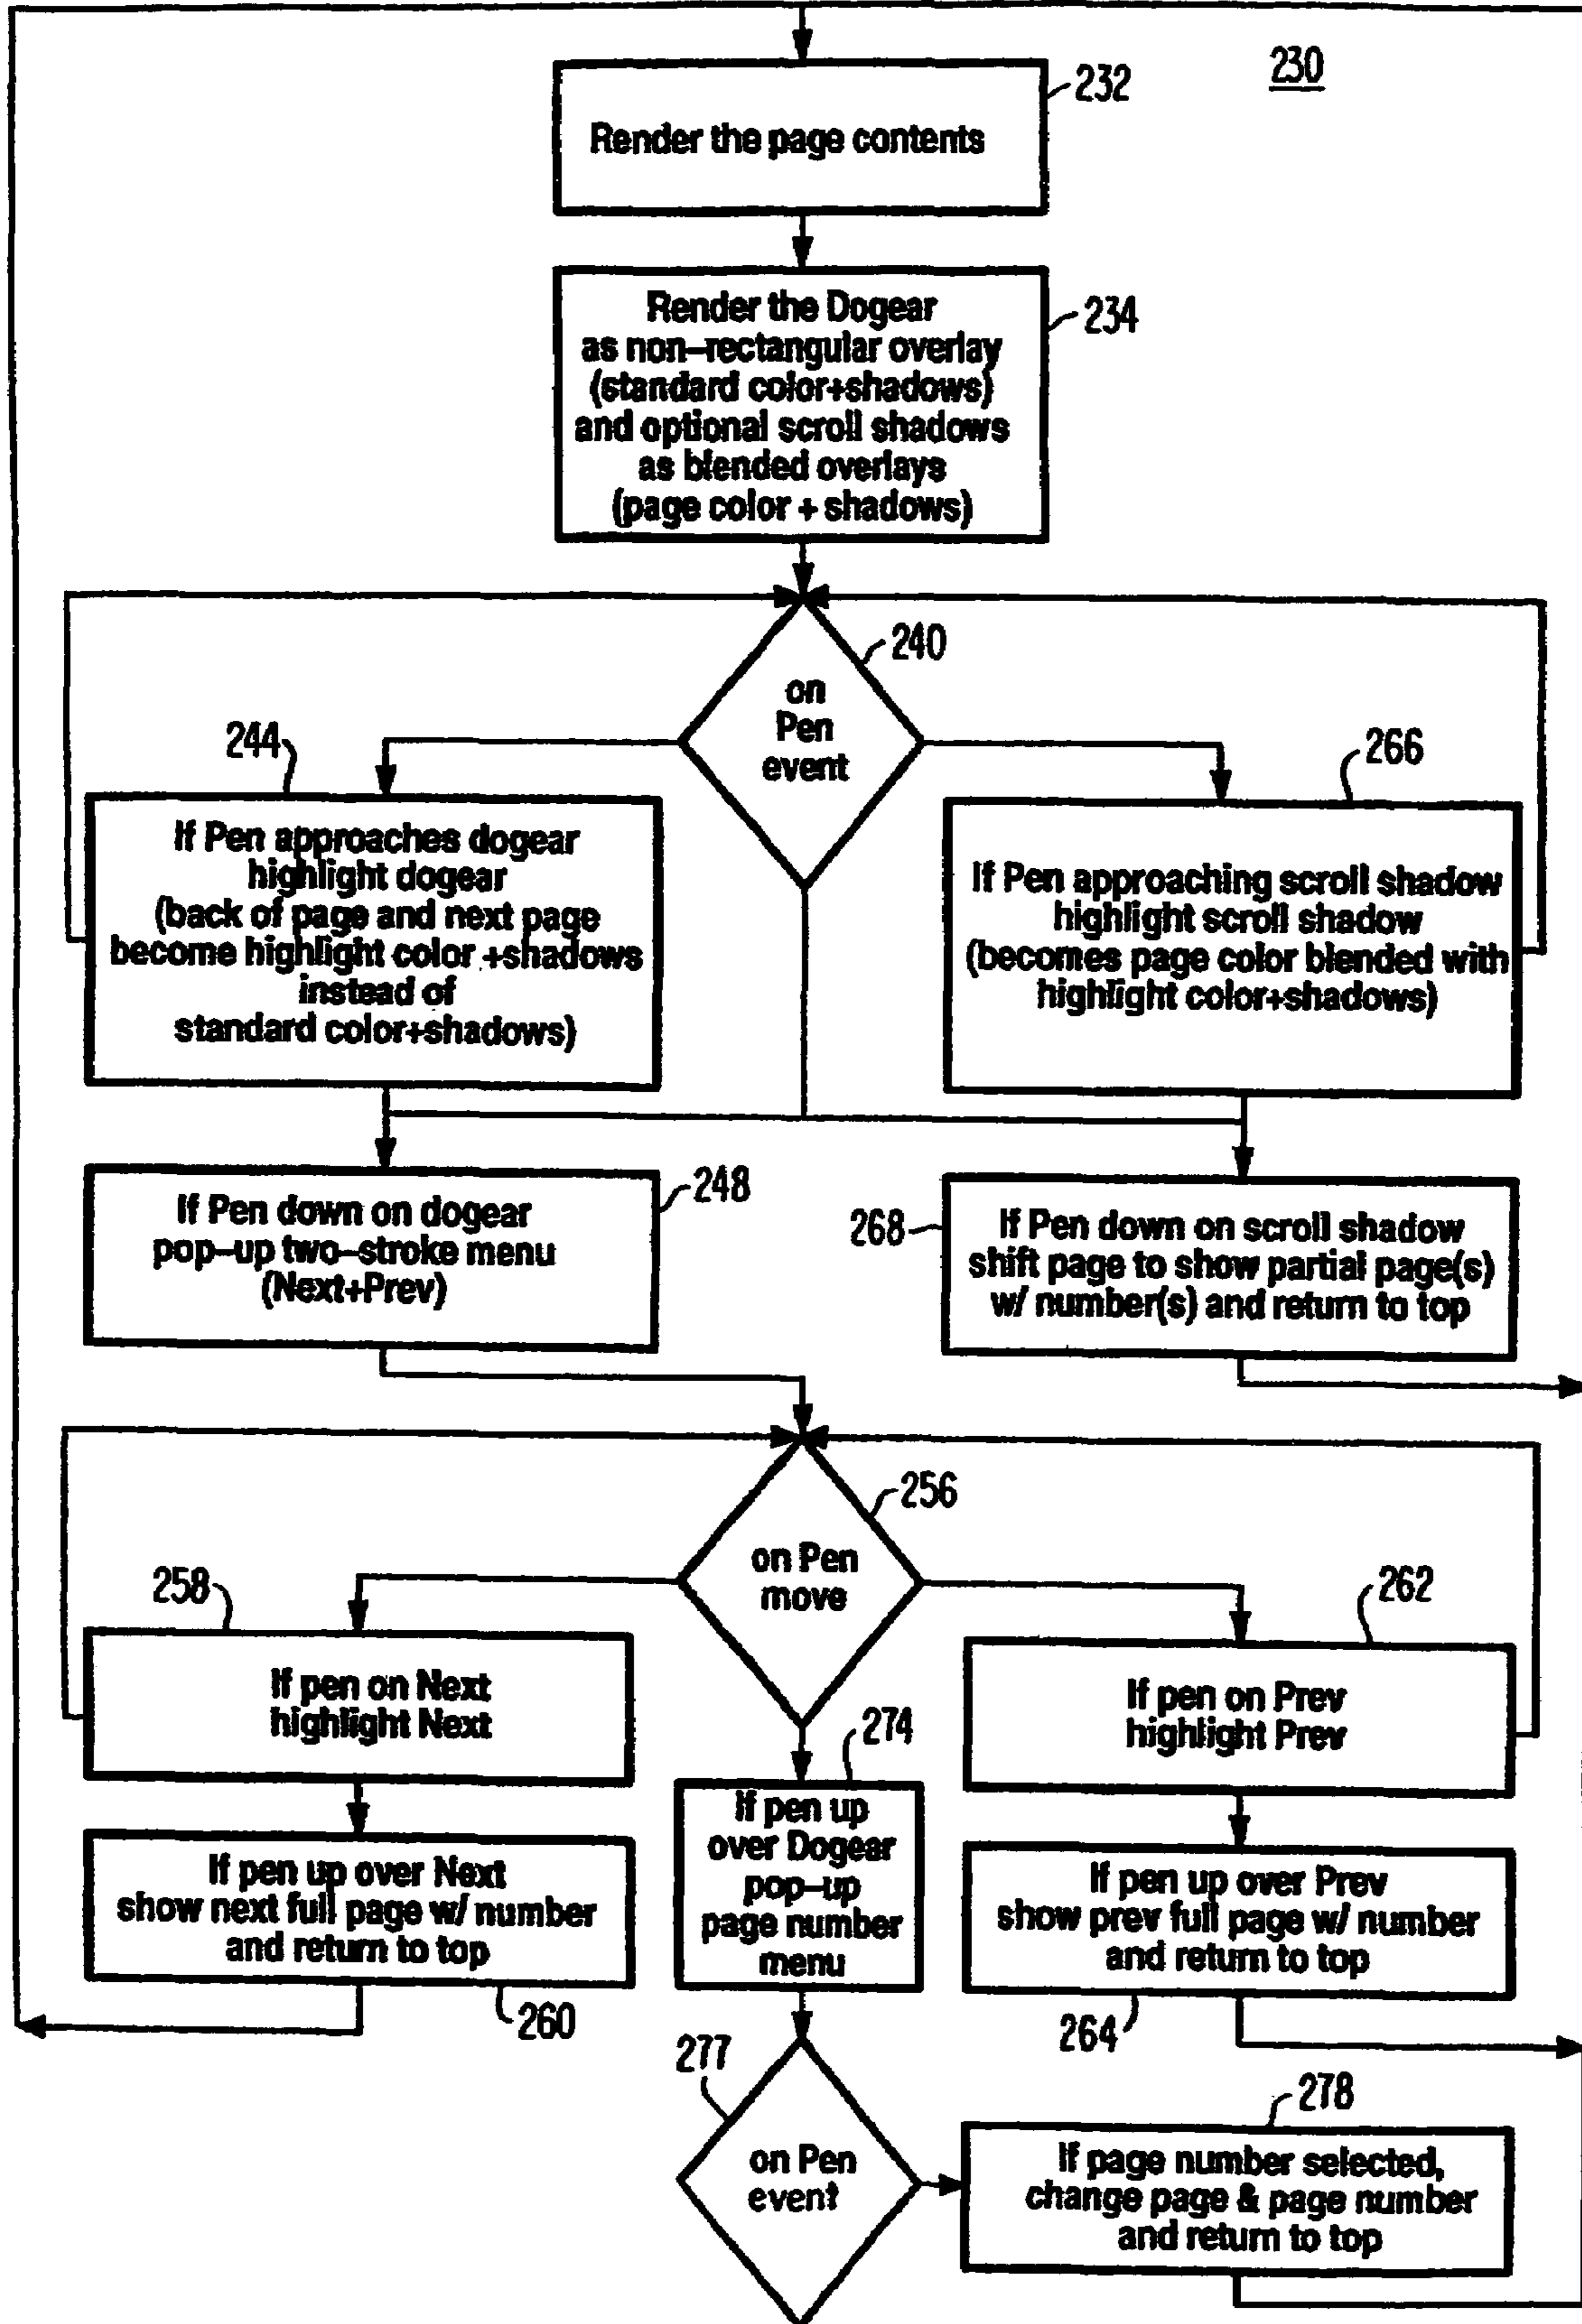 230
232
Render the page contents
234
Render the Dogear
as non-rectangular overlay
(standard color+shadows)
and optional scroll shadows
as blended overlays
(page color + shadows)
240
on
Pen
event
244
If Pen approaches dogear
highlight dogear
(back of page and next page
become highlight color +shadows
instead of
standard color+shadows)
266
If Pen approaching scroll shadow
highlight scroll shadow
(becomes page color blended with
highlight color+shadows)
248
If Pen down on dogear
pop-up two-stroke menu
(Next+Prev)
268
If Pen down on scroll shadow
shift page to show partial page(s)
w/ number(s) and return to top
256
on Pen
move
258
If pen on Next
highlight Next
262
If pen on Prev
highlight Prev
274
If pen up
over Dogear
pop-up
page number
menu
If pen up over Next
show next full page w/ number
and return to top
260
If pen up over Prev
show prev full page w/ number
and return to top
264
277
on Pen
event
278
If page number selected,
change page & page number
and return to top